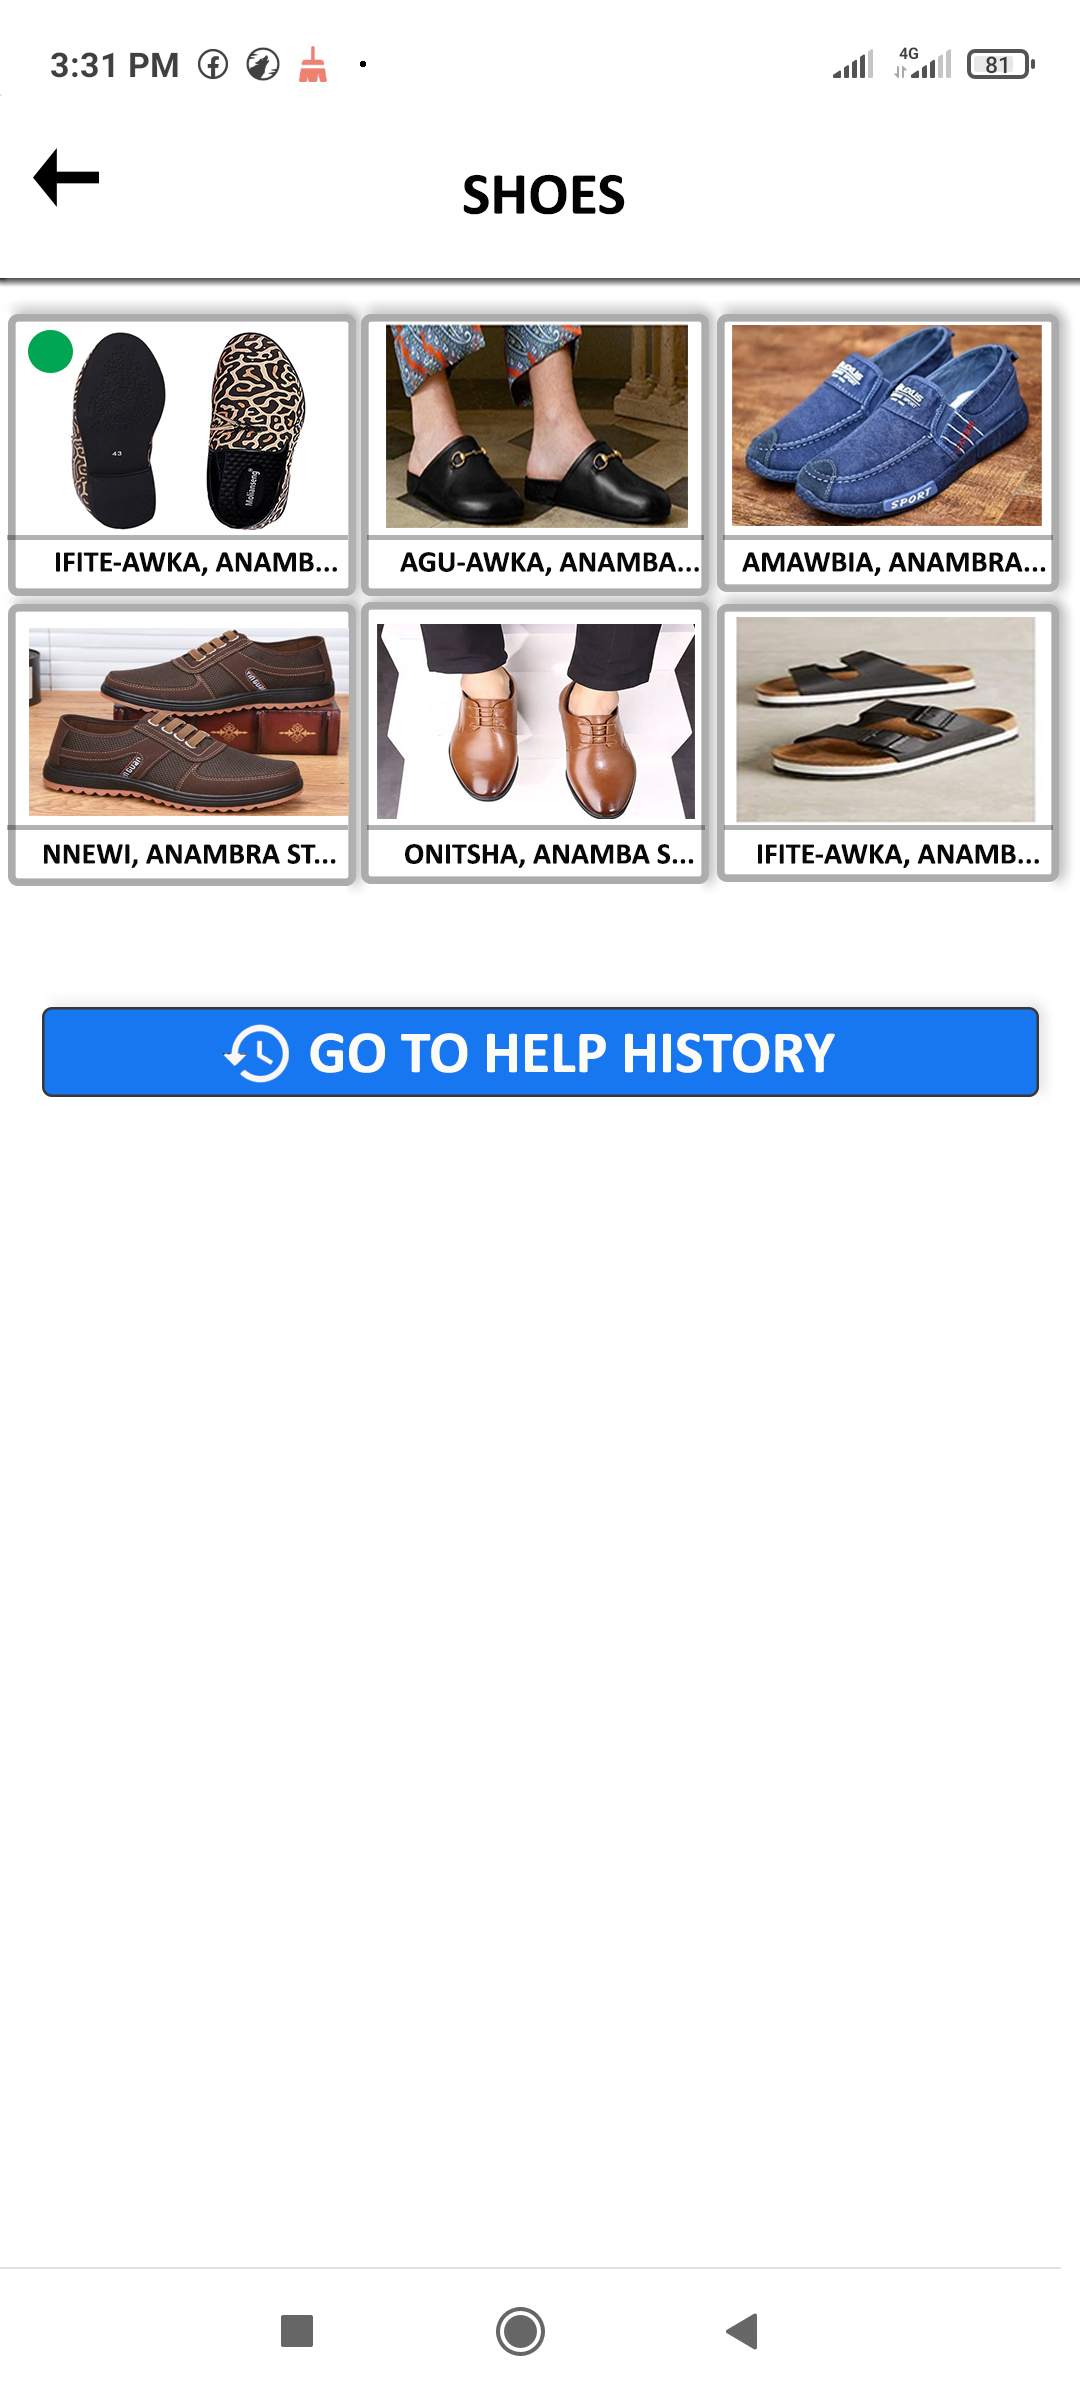 3:31 PM
4G
81
SHOES
43
Molianseng
SPORT
IFITE-AWKA, ANAMB...
AGU-AWKA, ANAMBA...
AMAWBIA, ANAMBRA...
NNEWI, ANAMBRA ST...
ONITSHA, ANAMBA S...
IFITE-AWKA, ANAMB...
GO TO HELP HISTORY